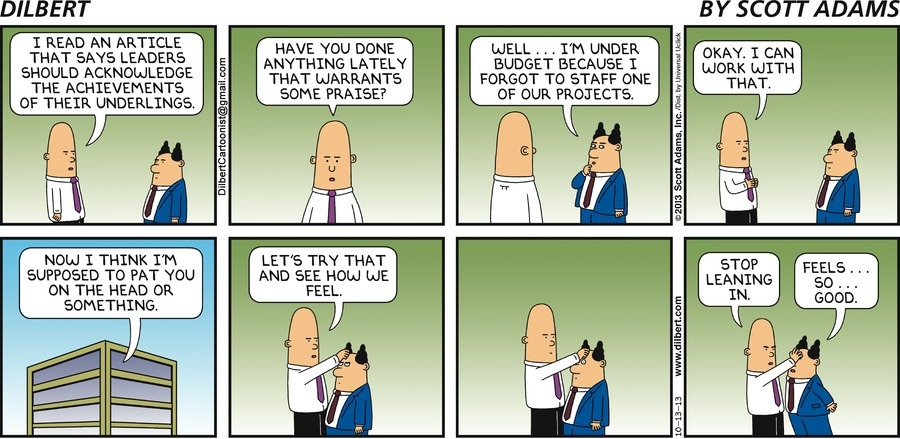 DILBERT
BY SCOTT ADAMS
I READ AN ARTICLE
THAT SAYS LEADERS
SHOULD ACKNOWLEDGE
THE ACHIEVEMENTS
OF THEIR UNDERLINGS.
DilbertCartoonist@gmail.com
HAVE YOU DONE
ANYTHING LATELY
THAT WARRANTS
SOME PRAISE?
WELL . . . I'M UNDER
BUDGET BECAUSE I
FORGOT TO STAFF ONE
OF OUR PROJECTS.
© 2013 Scott Adams, Inc. /Dist. by Universal Uclick
OKAY. I CAN
WORK WITH
THAT.
NOW I THINK I'M
SUPPOSED TO PAT YOU
ON THE HEAD OR
SOMETHING.
LET'S TRY THAT
AND SEE HOW WE
FEEL.
10-13-13 www.dilbert.com
STOP
LEANING
IN.
FEELS . . .
SO . . .
GOOD.